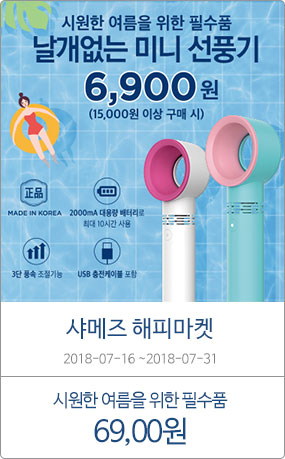 시원한 여름을 위한 필수품
날개없는 미니 선풍기
6,900원
(15,000원 이상 구매 시)
正品
MADE IN KOREA
2000mA 대용량 배터리로
최대 10시간 사용
3단 풍속 조절기능
USB 충전케이블 포함
샤메즈 해피마켓
2018-07-16 ~2018-07-31
시원한 여름을 위한 필수품
69,00원